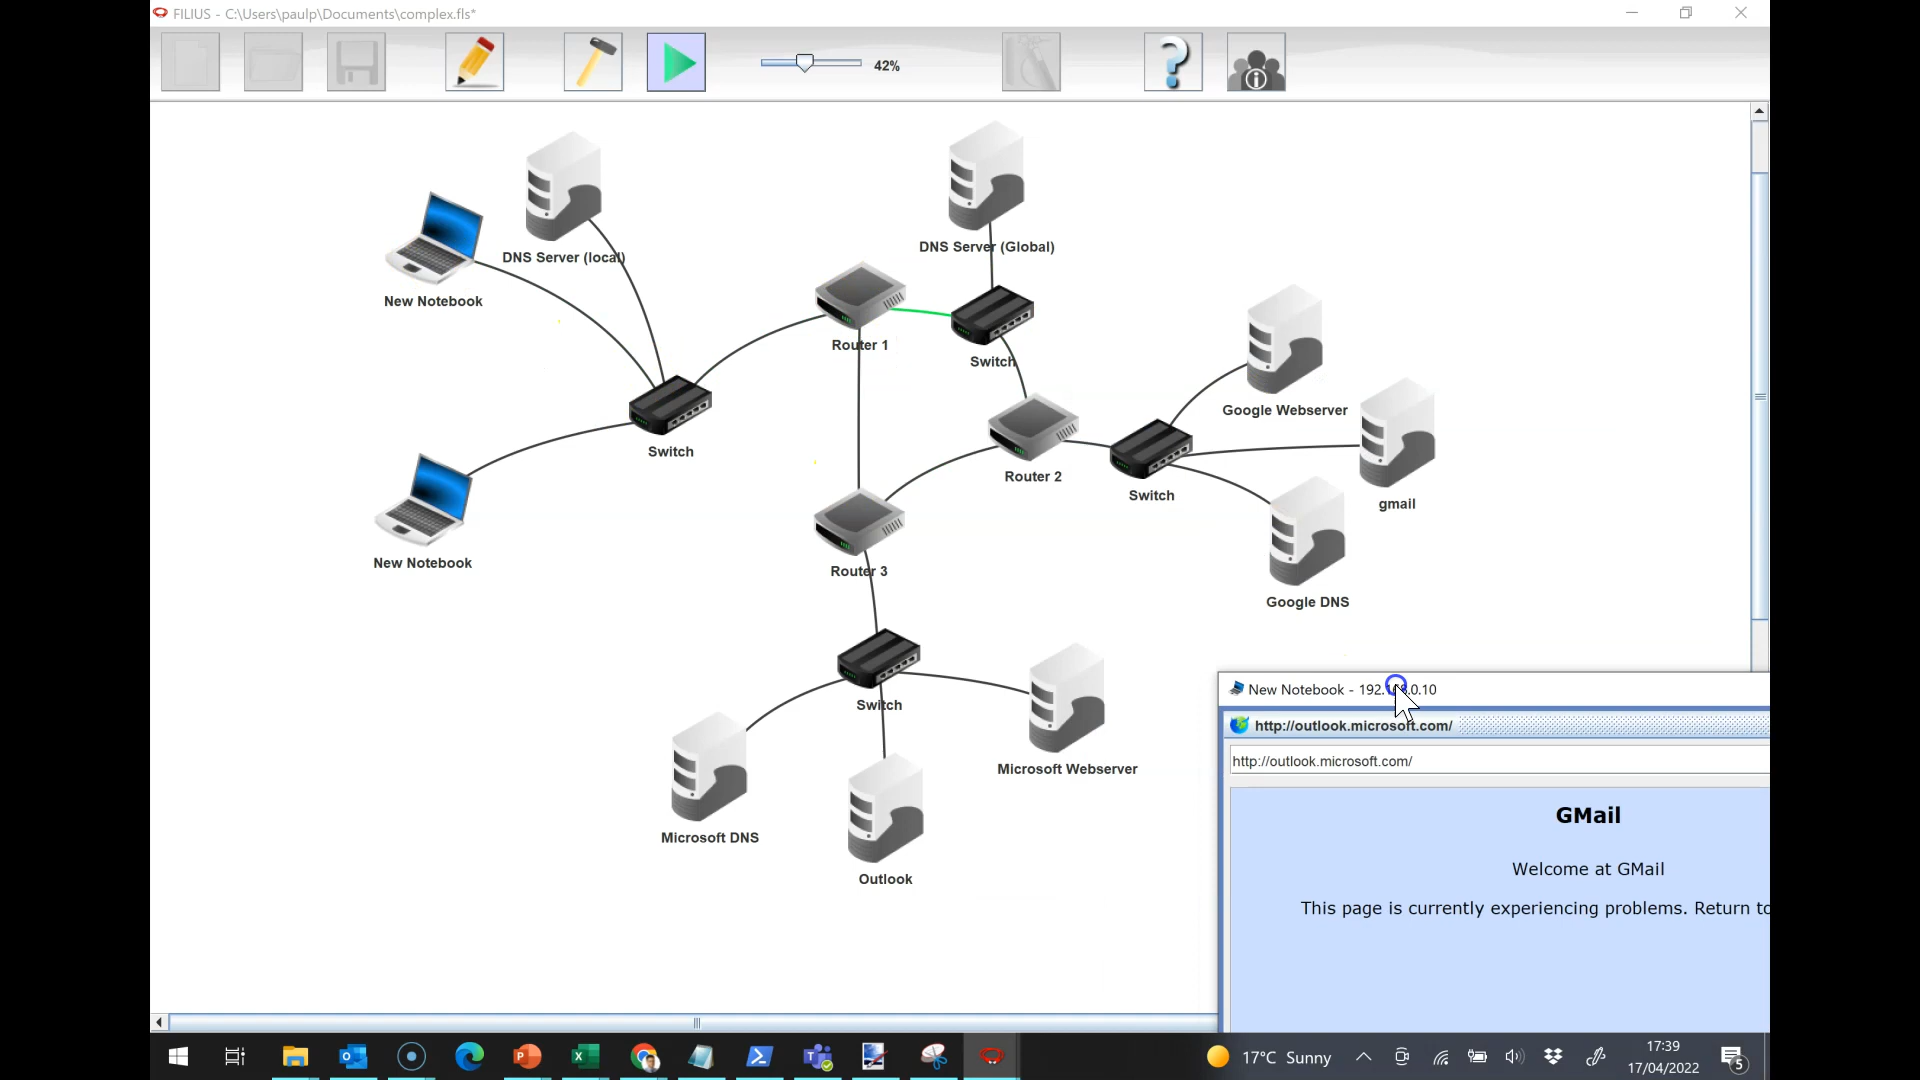 FILIUS - C:\Users\paulp\Documents\complex.fls*
42%
DNS Server (local)
New Notebook
DNS Server (Global)
Router 1
Switch
Google Webserver
Switch
Router 2
Switch
gmail
New Notebook
Router 3
Google DNS
Switch
Microsoft Webserver
Microsoft DNS
Outlook
New Notebook - 192.168.0.10
http://outlook.microsoft.com/
http://outlook.microsoft.com/
GMail
Welcome at GMail
This page is currently experiencing problems. Return to
17°C Sunny
17:39
17/04/2022
5